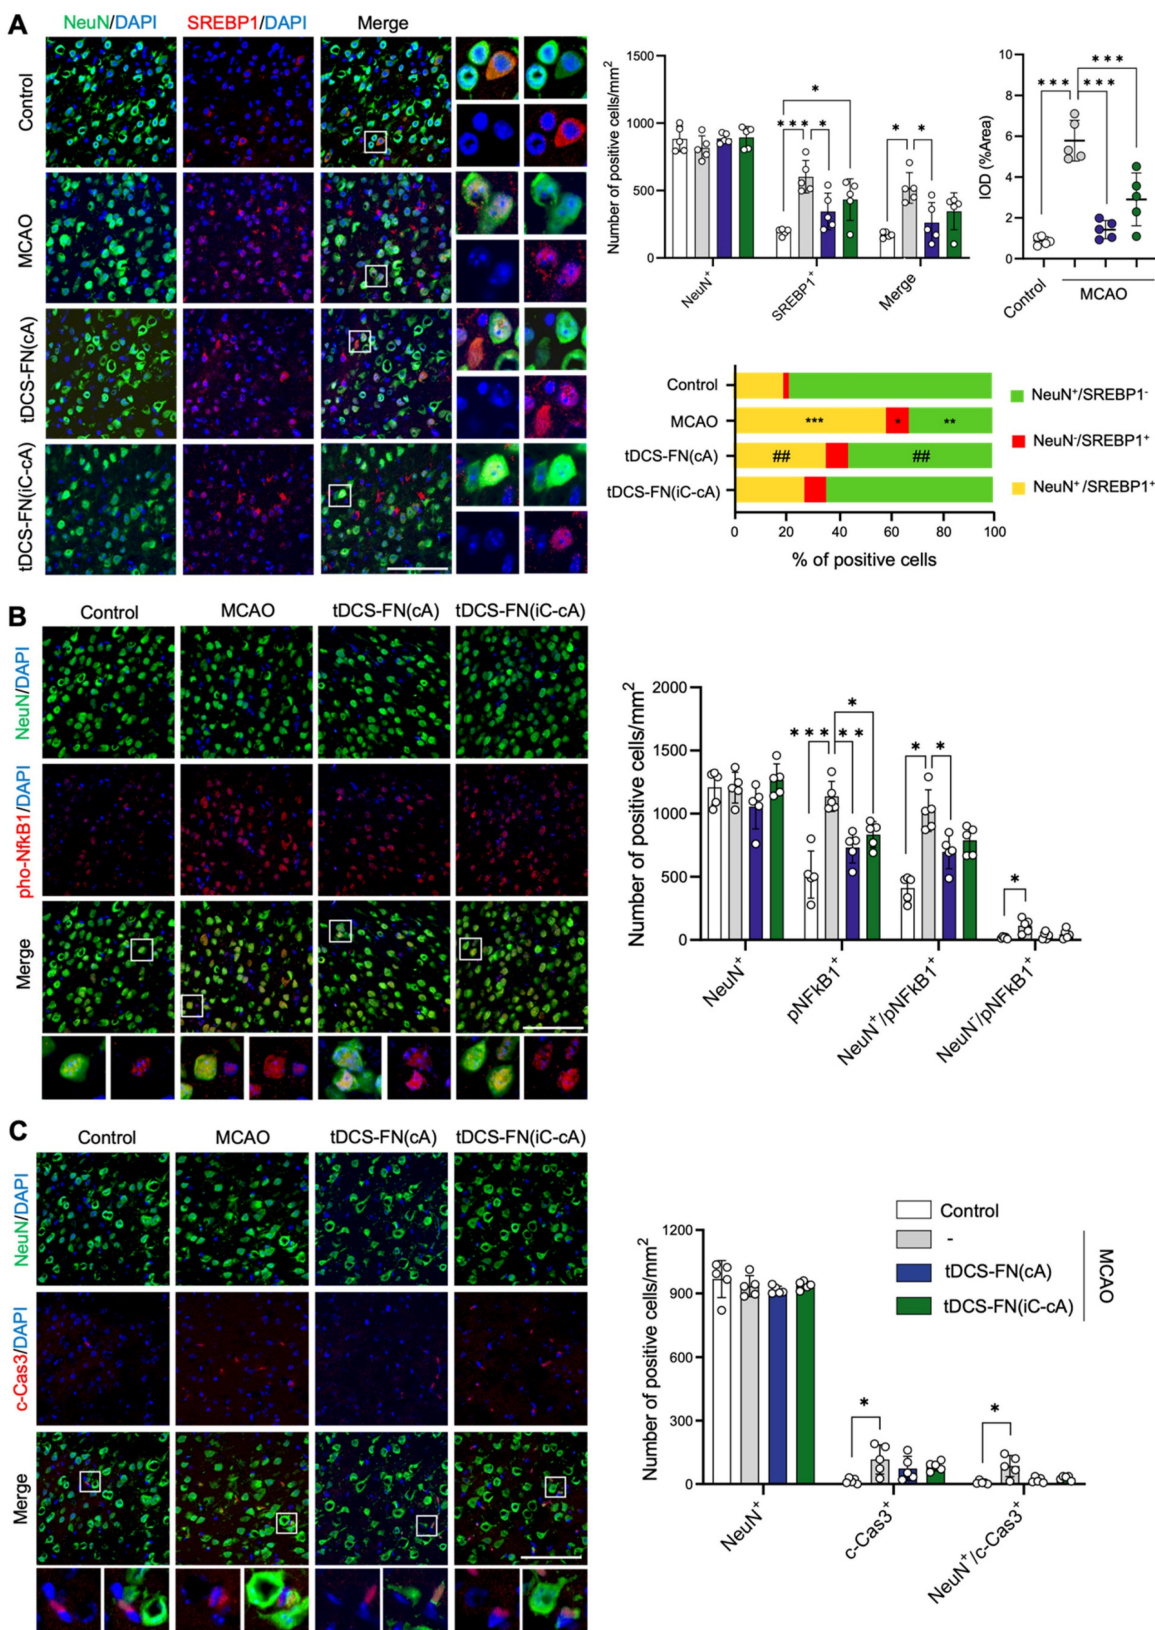 A
NeuN/DAPI SREBP1/DAPI Merge
Control
MCAO
tDCS-FN(cA)
tDCS-FN(iC-cA)
Number of positive cells/mm²
1500
1000
500
0
*
*** * * *
NeuN⁺ SREBP1⁺ Merge
IOD (%Area)
10
8
6
4
2
0
***
*** ***
Control MCAO
Control
MCAO *** * **
tDCS-FN(cA) ## ##
tDCS-FN(iC-cA)
0 20 40 60 80 100
% of positive cells
NeuN⁺/SREBP1⁻
NeuN⁻/SREBP1⁺
NeuN⁺/SREBP1⁺
B
Control MCAO tDCS-FN(cA) tDCS-FN(iC-cA)
NeuN/DAPI
pho-NfkB1/DAPI
Merge
Number of positive cells/mm²
2000
1500
1000
500
0
*
*** ** * *
*
NeuN⁺ pNFkB1⁺ NeuN⁺/pNFkB1⁺ NeuN⁻/pNFkB1⁺
C
Control MCAO tDCS-FN(cA) tDCS-FN(iC-cA)
NeuN/DAPI
c-Cas3/DAPI
Merge
Number of positive cells/mm²
1200
900
600
300
0
* *
NeuN⁺ c-Cas3⁺ NeuN⁺/c-Cas3⁺
Control
-
tDCS-FN(cA)
tDCS-FN(iC-cA)
MCAO